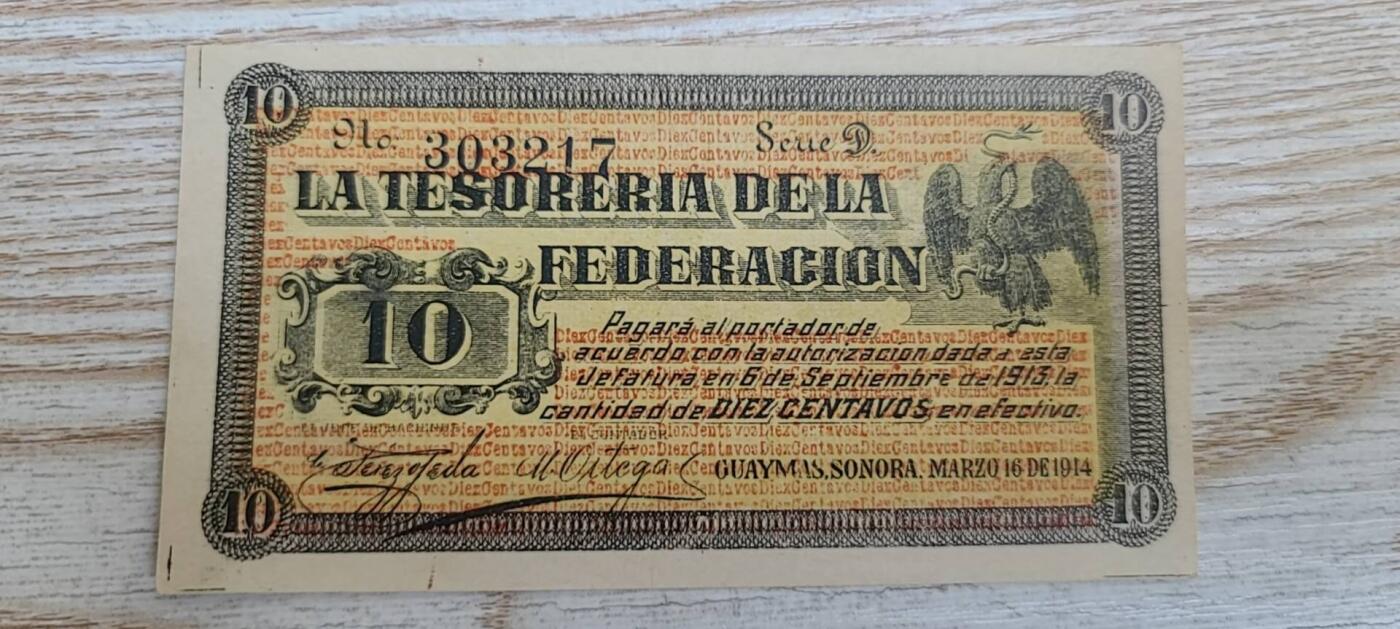 10 10
No. 303217 Serie D.
LA TESORERIA DE LA
FEDERACION
10
Pagará al portador de
acuerdo con la autorizacion dada a esta
Jefatura en 6 de Septiembre de 1913, la
cantidad de DIEZ CENTAVOS en efectivo.
EL CONTADOR
GUAYMAS, SONORA, MARZO 16 DE 1914
10 10